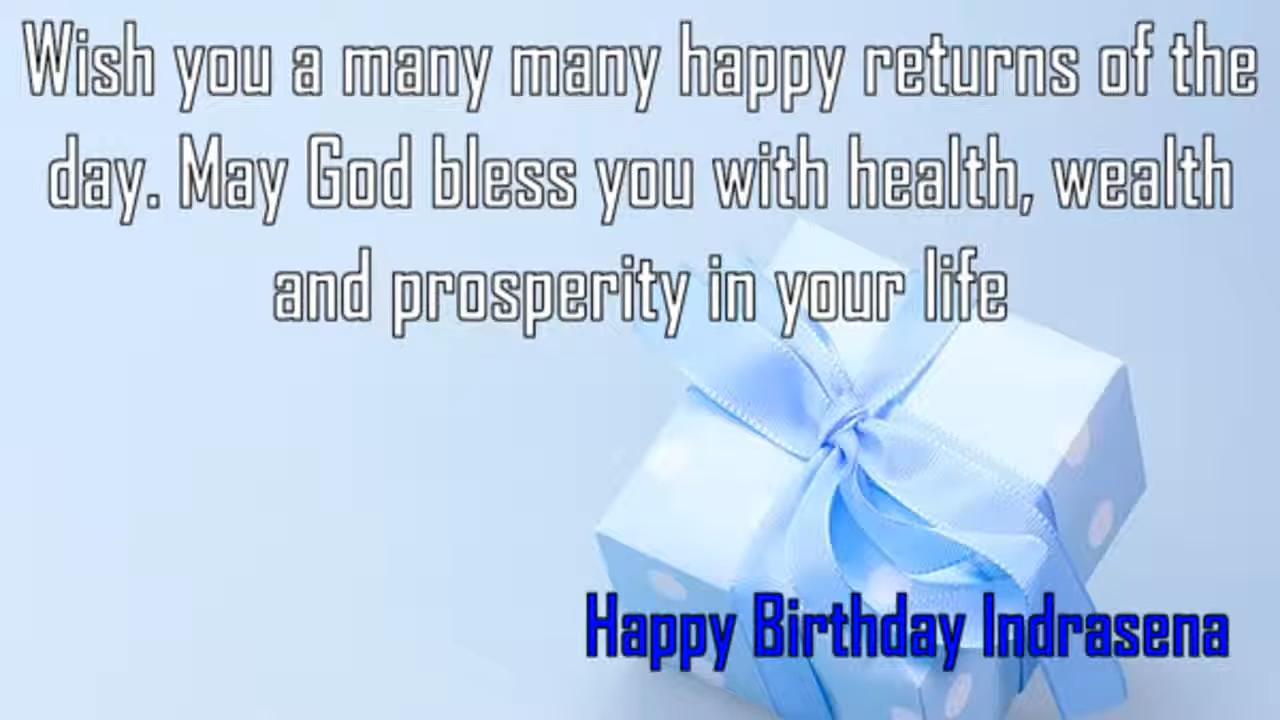 Wish you a many many happy returns of the
day. May God bless you with health, wealth
and prosperity in your life
Happy Birthday Indrasena